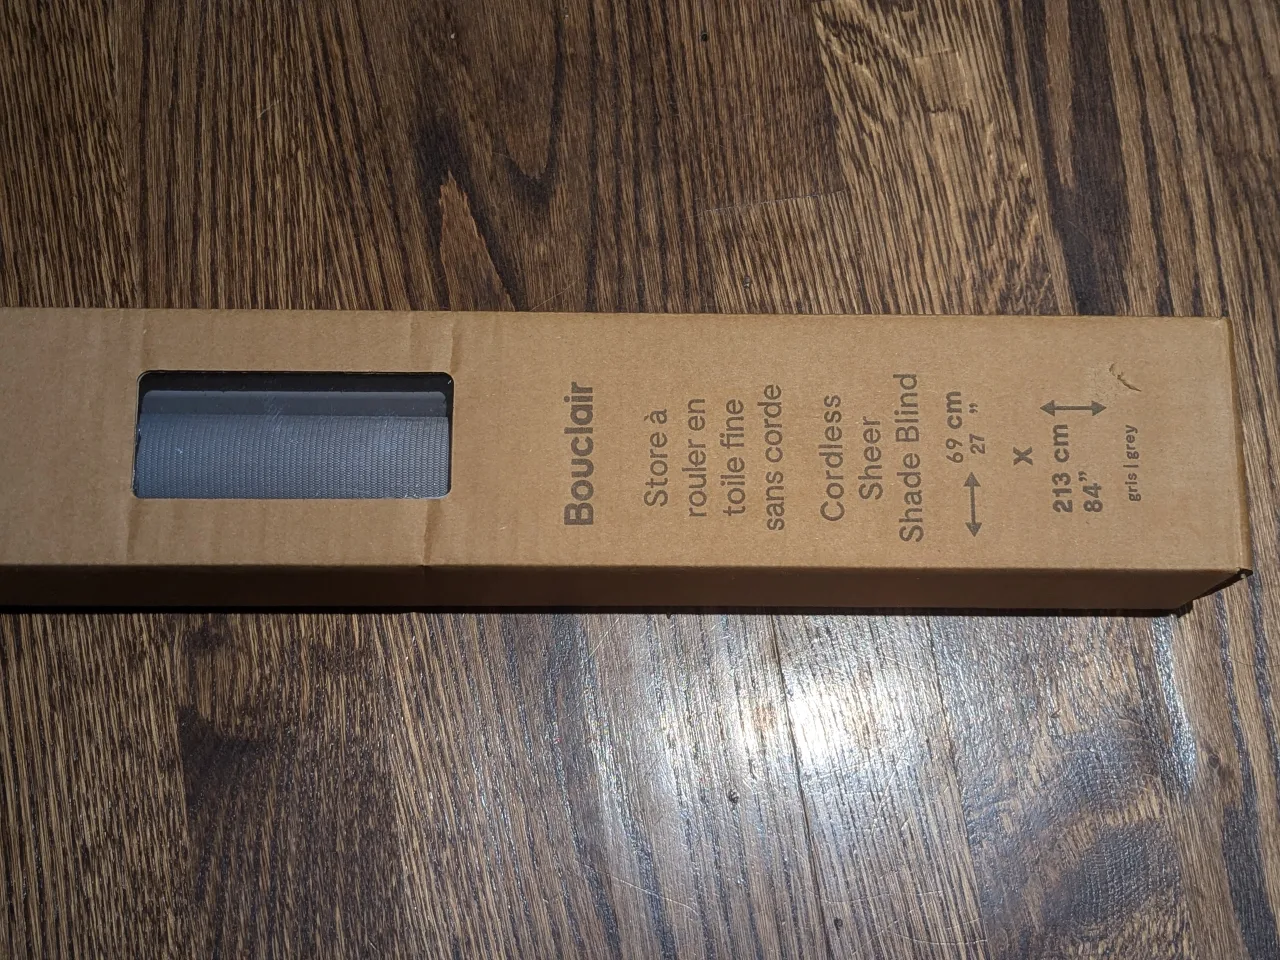 Bouclair
Store à
rouler en
toile fine
sans corde
Cordless
Sheer
Shade Blind
69 cm
27 ”
X
213 cm
84”
gris | grey